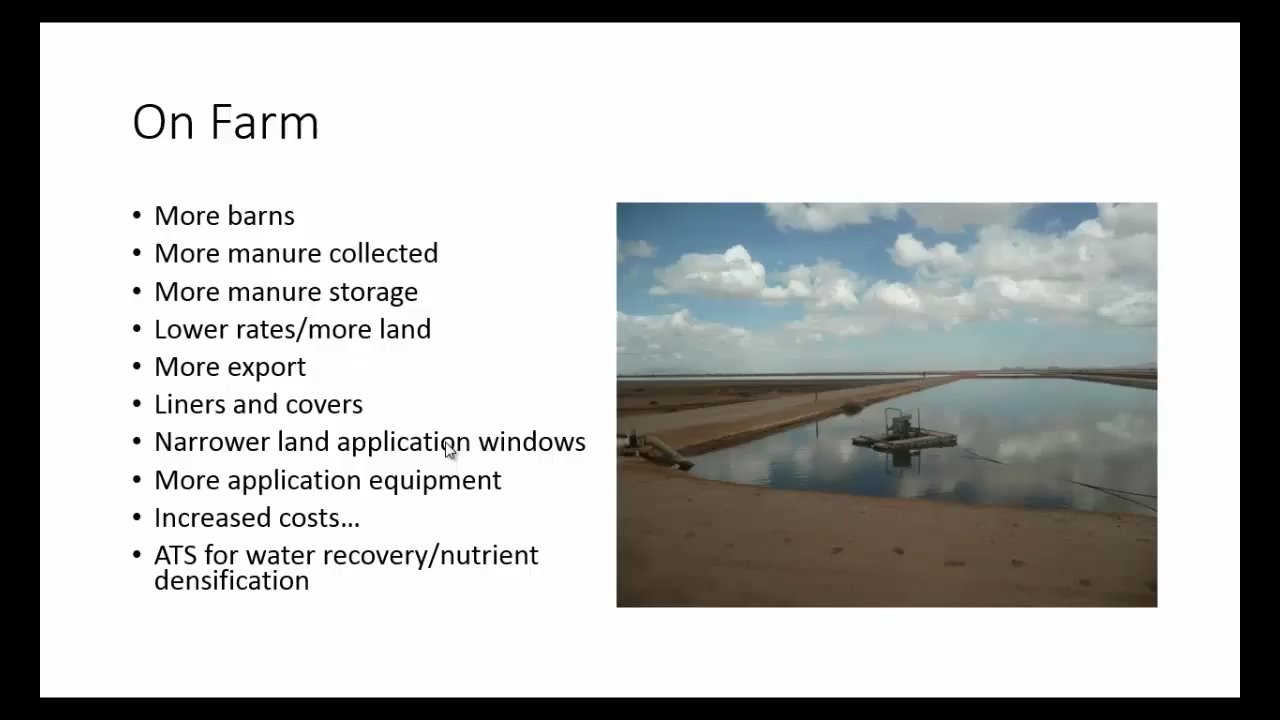 On Farm
• More barns
• More manure collected
• More manure storage
• Lower rates/more land
• More export
• Liners and covers
• Narrower land application windows
• More application equipment
• Increased costs…
• ATS for water recovery/nutrient
densification